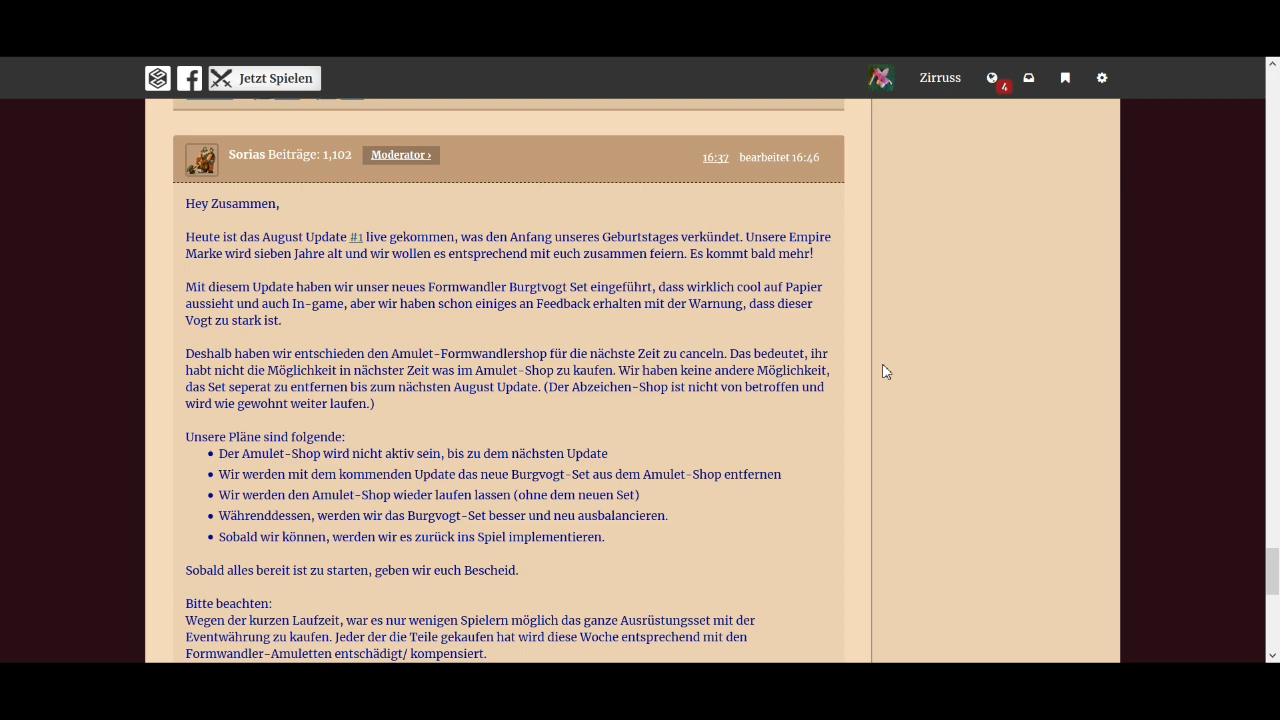 Jetzt Spielen
Zirruss
4
Sorias Beiträge: 1,102 Moderator ›
16:37 bearbeitet 16:46
Hey Zusammen,
Heute ist das August Update #1 live gekommen, was den Anfang unseres Geburtstages verkündet. Unsere Empire
Marke wird sieben Jahre alt und wir wollen es entsprechend mit euch zusammen feiern. Es kommt bald mehr!
Mit diesem Update haben wir unser neues Formwandler Burgtvogt Set eingeführt, dass wirklich cool auf Papier
aussieht und auch In-game, aber wir haben schon einiges an Feedback erhalten mit der Warnung, dass dieser
Vogt zu stark ist.
Deshalb haben wir entschieden den Amulet-Formwandlershop für die nächste Zeit zu canceln. Das bedeutet, ihr
habt nicht die Möglichkeit in nächster Zeit was im Amulet-Shop zu kaufen. Wir haben keine andere Möglichkeit,
das Set seperat zu entfernen bis zum nächsten August Update. (Der Abzeichen-Shop ist nicht von betroffen und
wird wie gewohnt weiter laufen.)
Unsere Pläne sind folgende:
• Der Amulet-Shop wird nicht aktiv sein, bis zu dem nächsten Update
• Wir werden mit dem kommenden Update das neue Burgvogt-Set aus dem Amulet-Shop entfernen
• Wir werden den Amulet-Shop wieder laufen lassen (ohne dem neuen Set)
• Währenddessen, werden wir das Burgvogt-Set besser und neu ausbalancieren.
• Sobald wir können, werden wir es zurück ins Spiel implementieren.
Sobald alles bereit ist zu starten, geben wir euch Bescheid.
Bitte beachten:
Wegen der kurzen Laufzeit, war es nur wenigen Spielern möglich das ganze Ausrüstungsset mit der
Eventwährung zu kaufen. Jeder der die Teile gekaufen hat wird diese Woche entsprechend mit den
Formwandler-Amuletten entschädigt/ kompensiert.